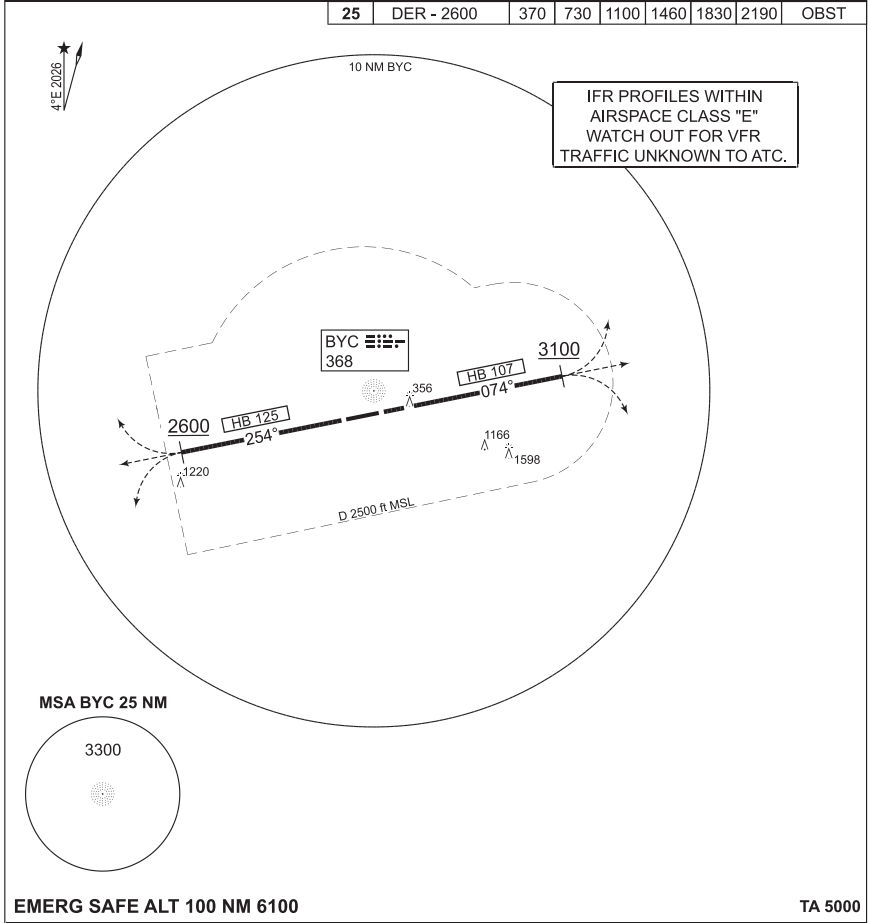 25 DER - 2600 370 730 1100 1460 1830 2190 OBST
4°E 2026
10 NM BYC
IFR PROFILES WITHIN
AIRSPACE CLASS "E"
WATCH OUT FOR VFR
TRAFFIC UNKNOWN TO ATC.
BYC
368
3100
HB 107
074°
356
2600
HB 125
254°
1166
1598
1220
D 2500 ft MSL
MSA BYC 25 NM
3300
EMERG SAFE ALT 100 NM 6100
TA 5000